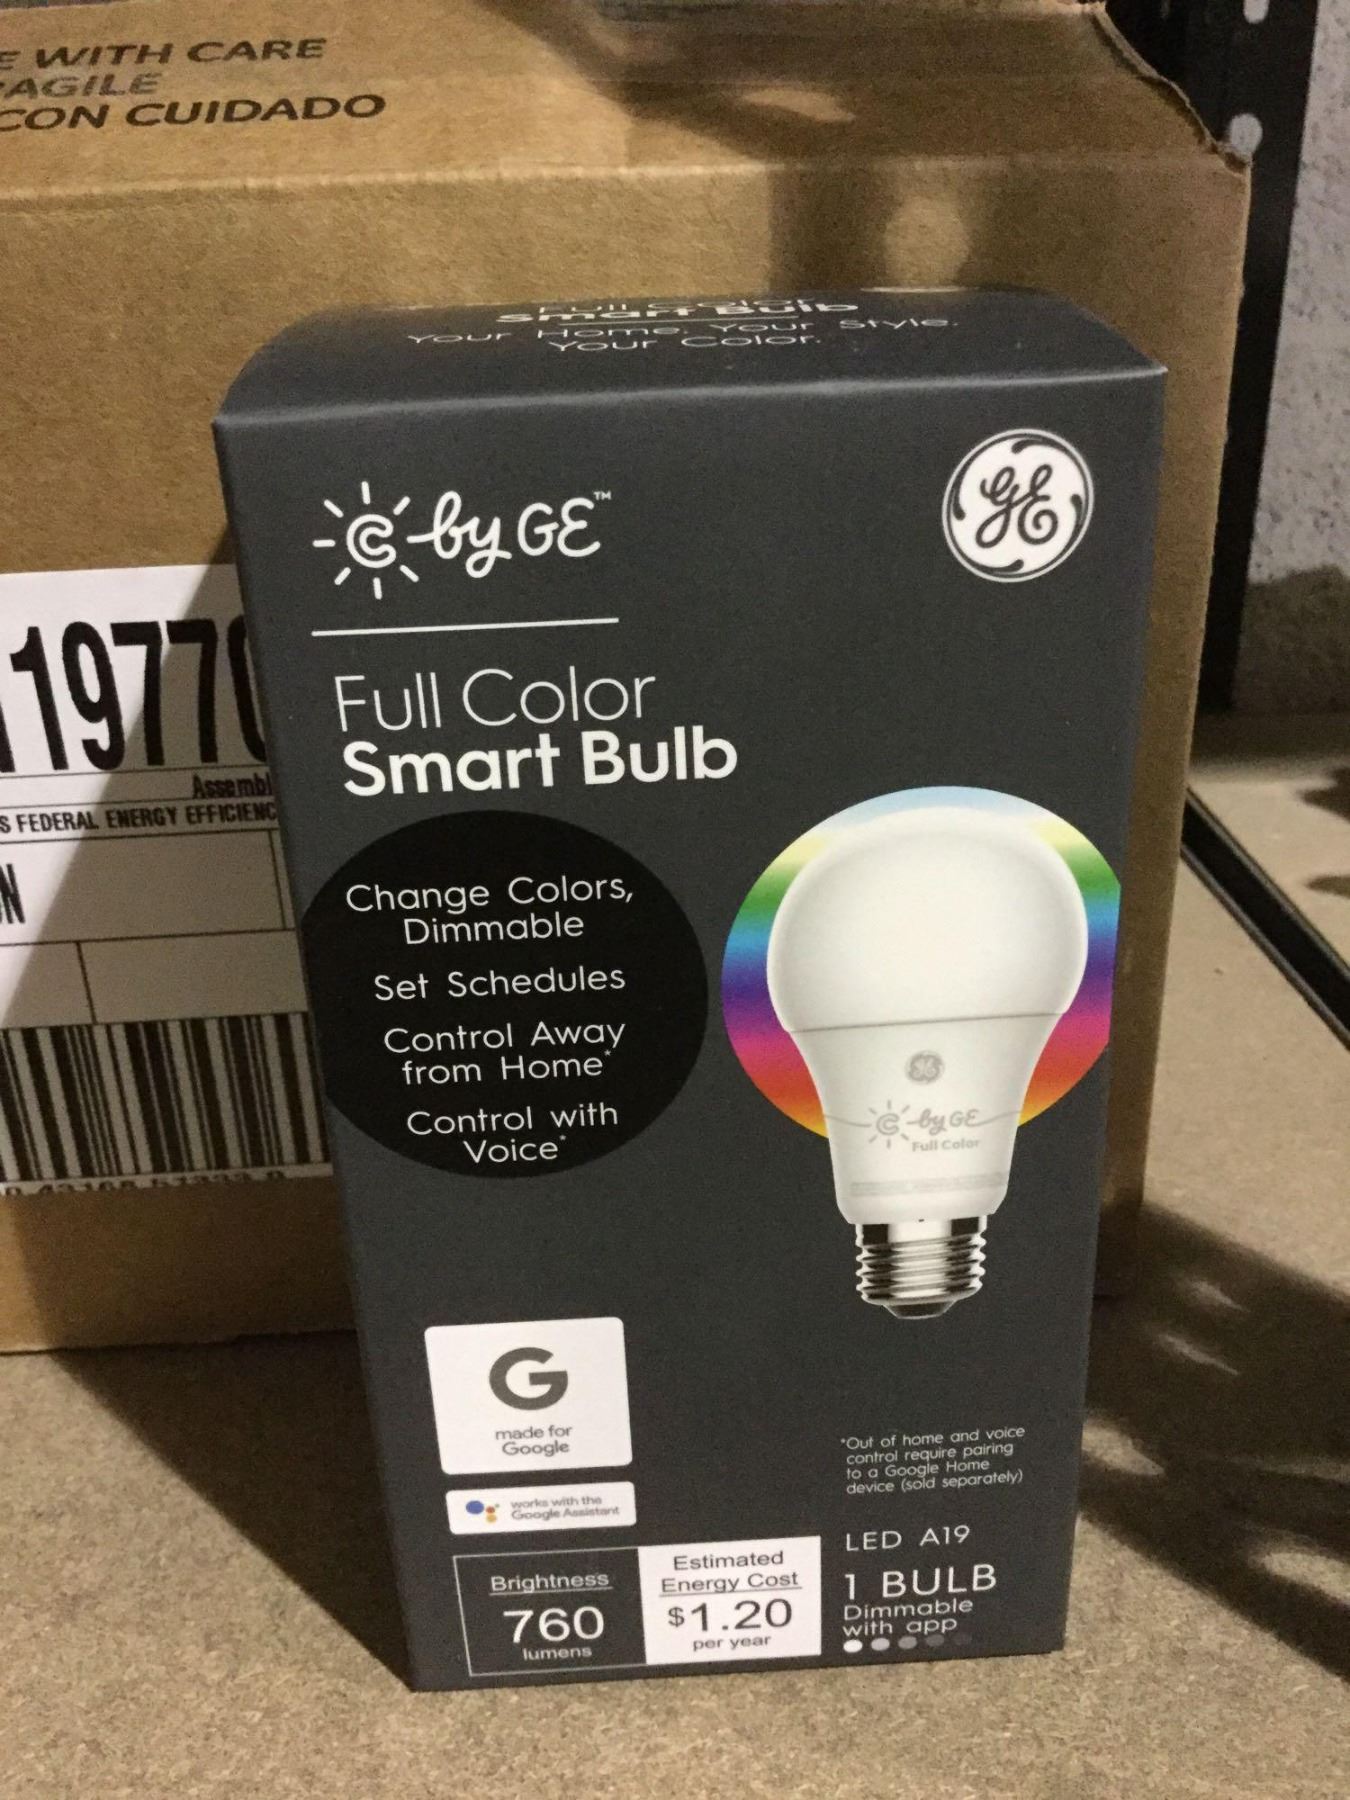 WITH CARE
CON CUIDADO
Full Color
Smart Bulb
Your Home. Your Style.
Your Color.
C by GE™
GE
Full Color
Smart Bulb
11977
FEDERAL ENERGY
Change Colors,
Dimmable
Set Schedules
Control Away
from Home*
Control with
Voice*
GE
C by GE
Full Color
G
made for
Google
works with the
Google Assistant
*Out of home and voice
control require pairing
to a Google Home
device (sold separately)
LED A19
1 BULB
Dimmable
with app
Brightness
760
lumens
Estimated
Energy Cost
$1.20
per year